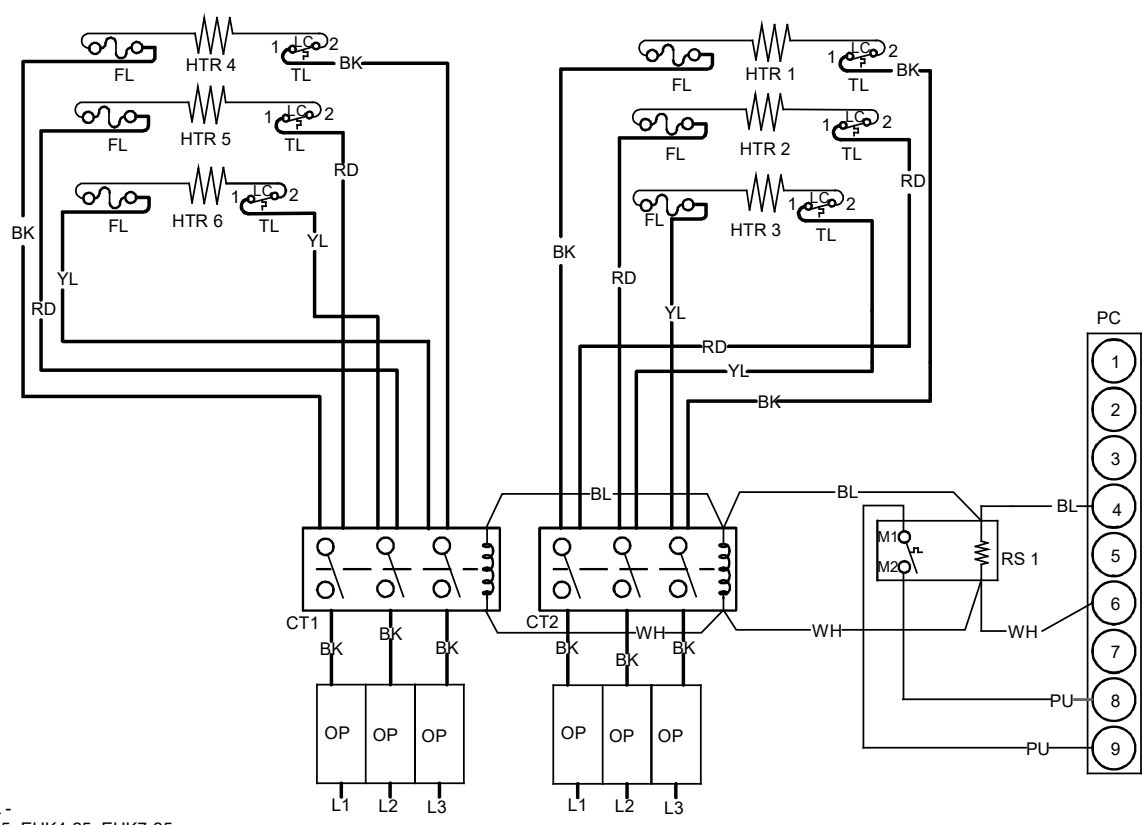 LC
1 2
HTR 4
FL
TL
BK
LC
1 2
HTR 5
FL
TL
RD
LC
1 2
HTR 6
FL
TL
YL
BK
YL
RD
LC
1 2
HTR 1
FL
TL
BK
LC
1 2
HTR 2
FL
TL
RD
LC
1 2
HTR 3
FL
TL
BK
RD
YL
RD
YL
BK
PC
1
2
3
4
5
6
7
8
9
BL
BL
BL
M1
M2
RS 1
CT1
CT2
WH
WH
WH
BK
BK
BK
BK
BK
BK
PU
PU
OP OP OP
OP OP OP
L1 L2 L3
L1 L2 L3